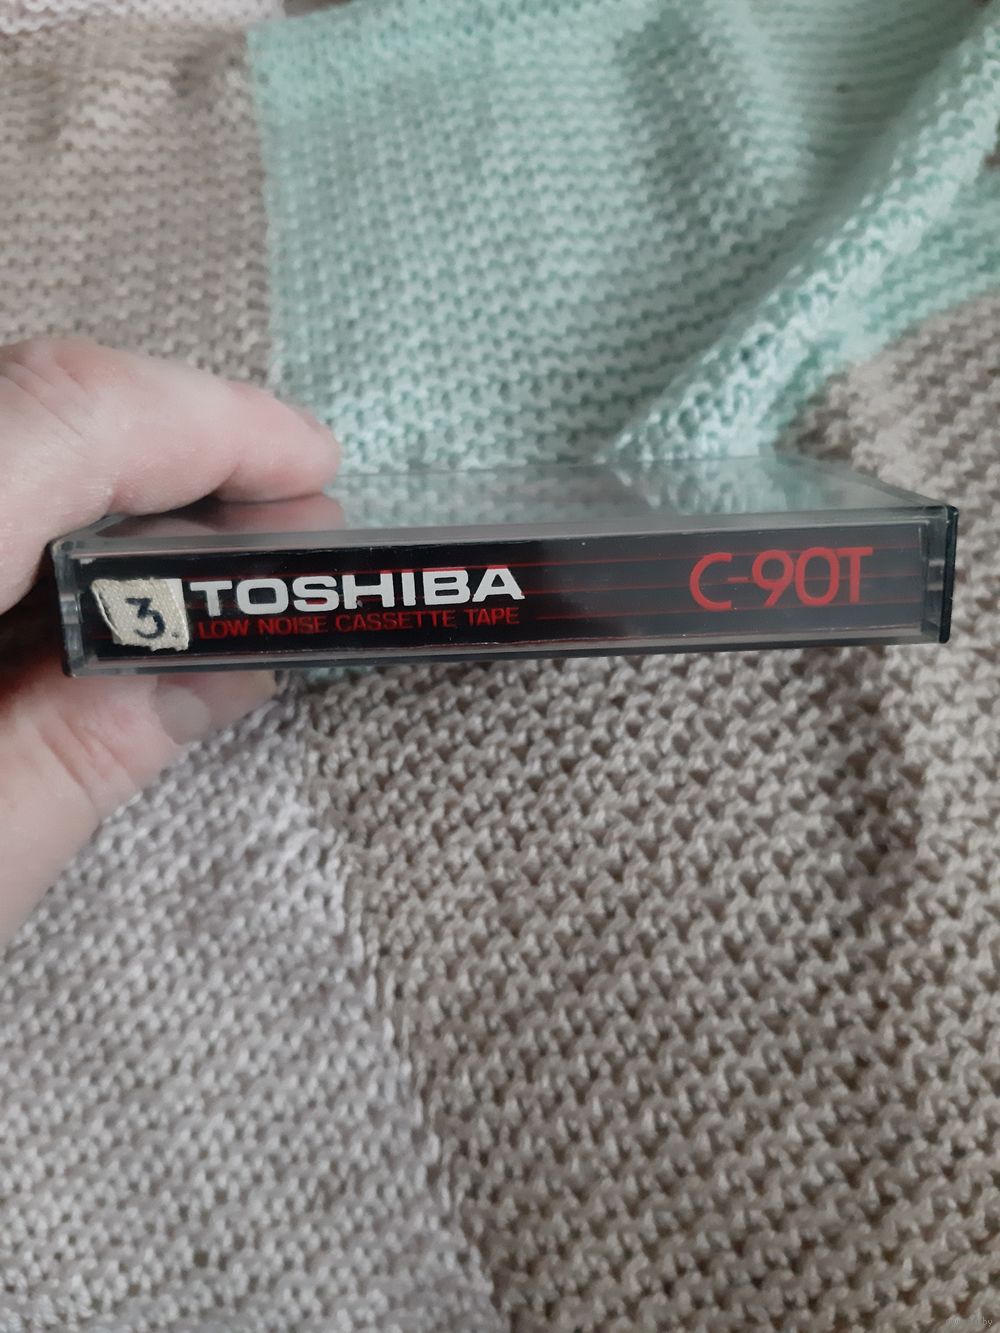 3.
TOSHIBA
LOW NOISE CASSETTE TAPE
C-90T